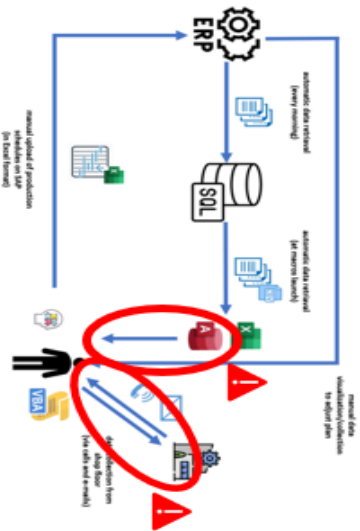 manual data
visualization/collection
to adjust plan
automatic data retrieval
(every morning)
automatic data retrieval
(at macros launch)
X
ERP
SQL
A
data collection from
shop floor
(via calls and e-mails)
VBA
manual upload of production
schedules on SAP
(in Excel format)